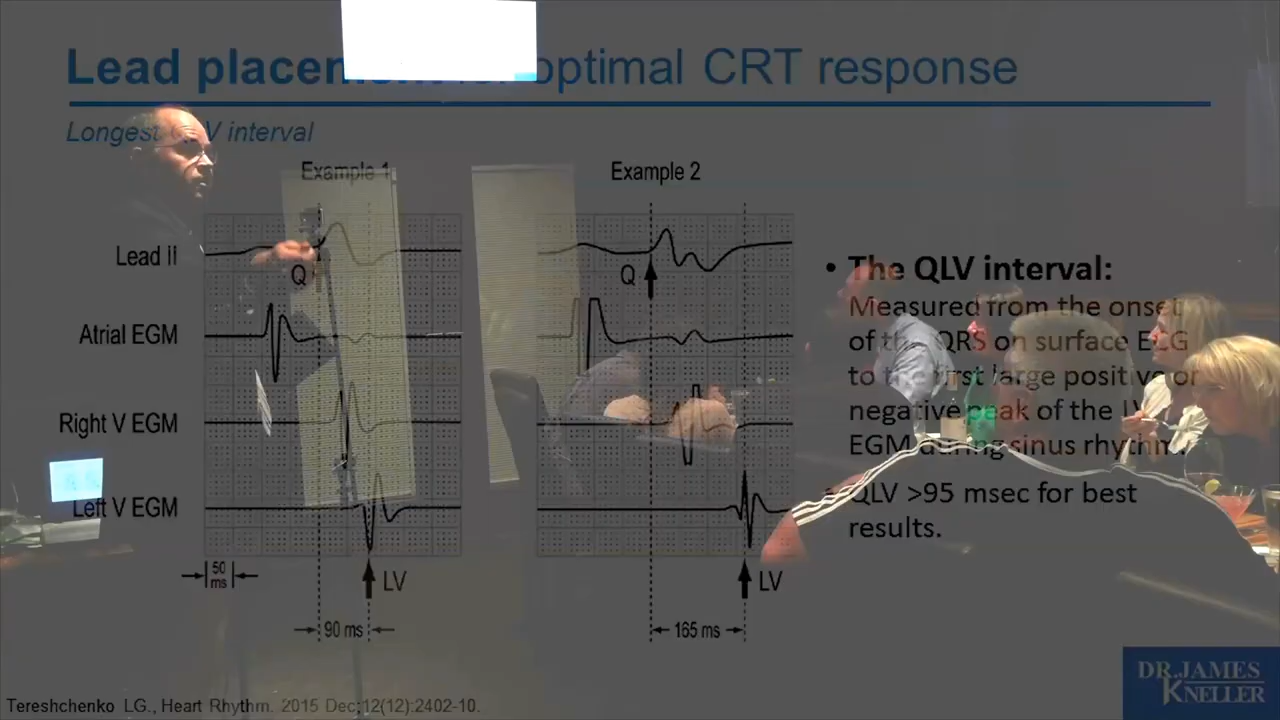 Lead placement for optimal CRT response
Longest QLV interval
Example 1
Example 2
Lead II
Q
Q
Atrial EGM
Right V EGM
Left V EGM
50
ms
LV
LV
90 ms
165 ms
• The QLV interval:
Measured from the onset
of the QRS on surface ECG
to the first large positive or
negative peak of the LV
EGM during sinus rhythm.
• QLV >95 msec for best
results.
Tereshchenko LG., Heart Rhythm. 2015 Dec;12(12):2402-10.
DR.JAMES
KNELLER